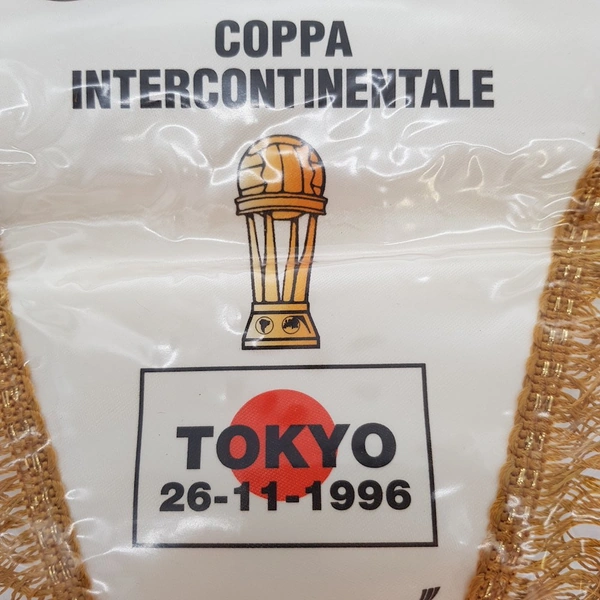 COPPA
INTERCONTINENTALE
TOKYO
26-11-1996